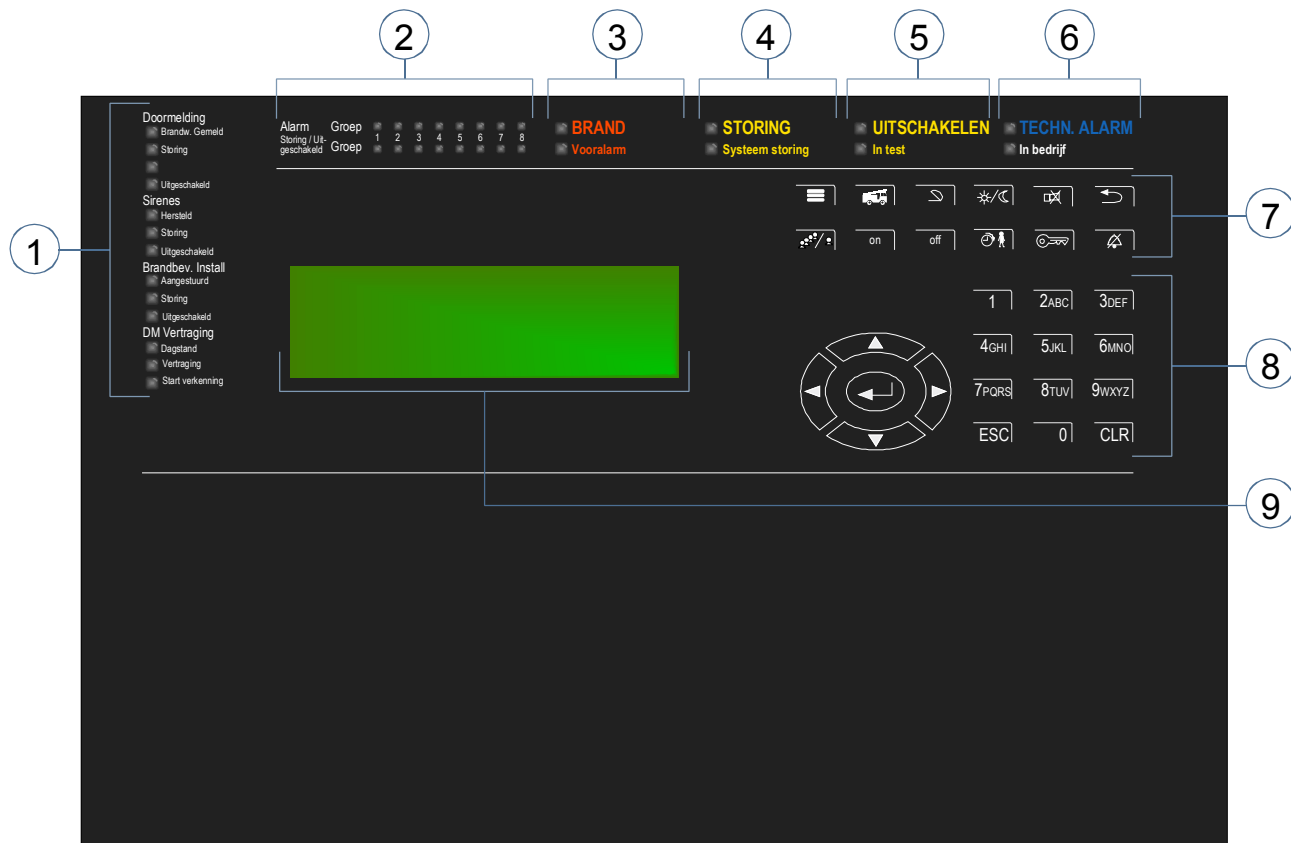 2
3
4
5
6
Doormelding
Brandw. Gemeld
Storing
Uitgeschakeld
Sirenes
Hersteld
Storing
Uitgeschakeld
Brandbev. Install
Aangestuurd
Storing
Uitgeschakeld
DM Vertraging
Dagstand
Vertraging
Start verkenning
1
Alarm Groep
1 2 3 4 5 6 7 8
Storing / Uit-
geschakeld Groep
BRAND
Vooralarm
STORING
Systeem storing
UITSCHAKELEN
In test
TECHN. ALARM
In bedrijf
on off
7
1 2ABC 3DEF
4GHI 5JKL 6MNO
7PQRS 8TUV 9WXYZ
ESC 0 CLR
8
9